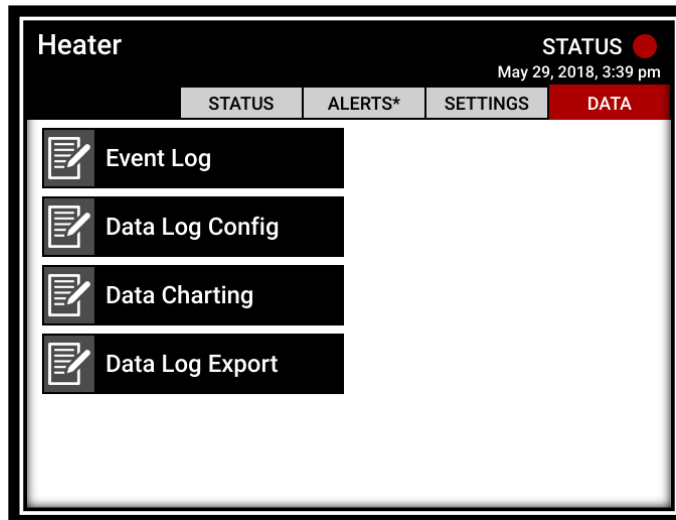 Heater
STATUS
May 29, 2018, 3:39 pm
STATUS ALERTS* SETTINGS DATA
Event Log
Data Log Config
Data Charting
Data Log Export